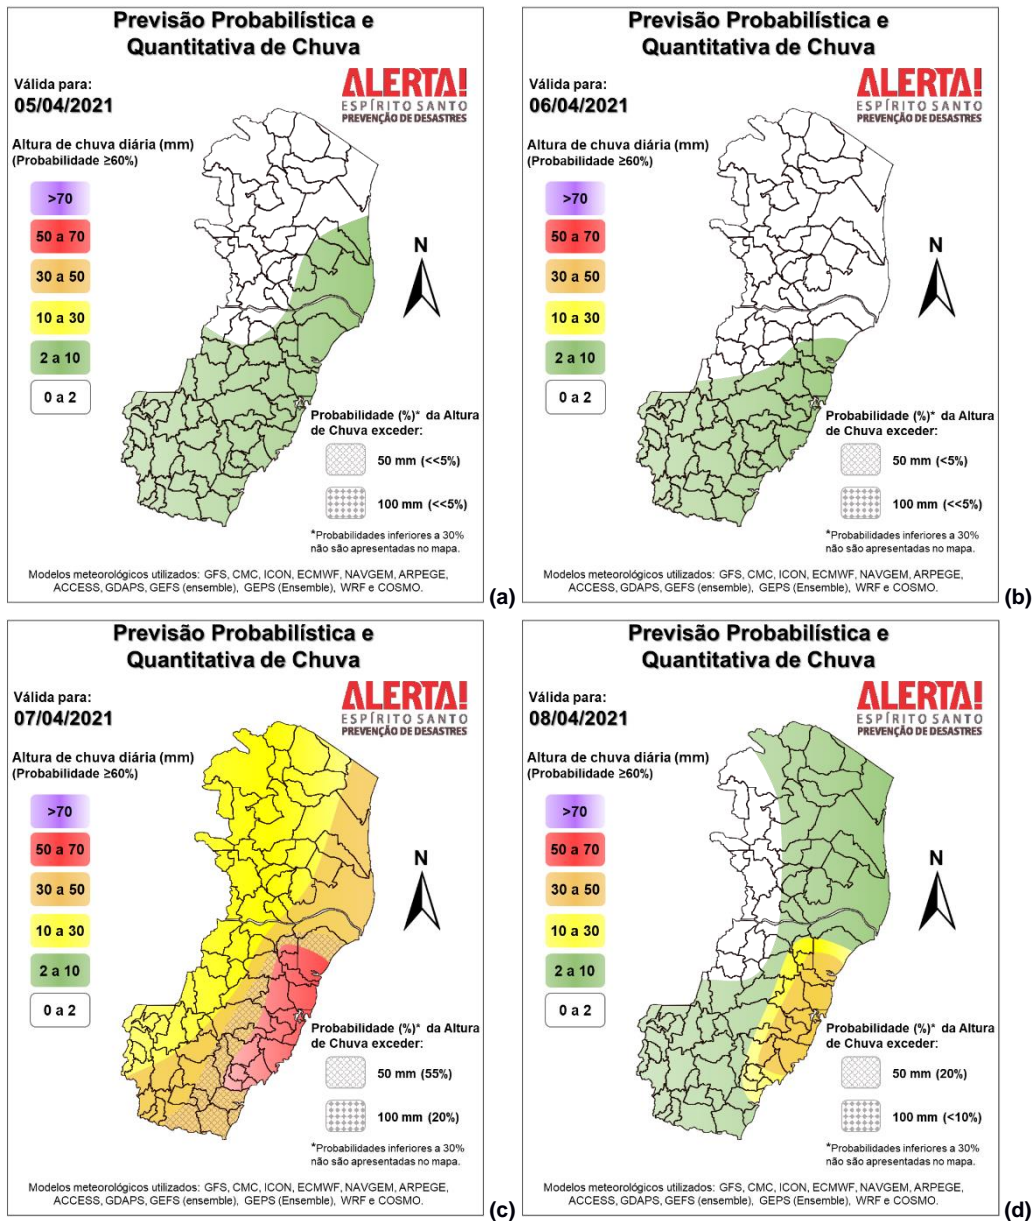 Previsão Probabilística e
Quantitativa de Chuva
Válida para:
05/04/2021
ALERTA!
ESPÍRITO SANTO
PREVENÇÃO DE DESASTRES
Altura de chuva diária (mm)
(Probabilidade ≥60%)
>70
50 a 70
30 a 50
10 a 30
2 a 10
0 a 2
N
Probabilidade (%)* da Altura
de Chuva exceder:
50 mm (<<5%)
100 mm (<<5%)
*Probabilidades inferiores a 30%
não são apresentadas no mapa.
Modelos meteorológicos utilizados: GFS, CMC, ICON, ECMWF, NAVGEM, ARPEGE,
ACCESS, GDAPS, GEFS (ensemble), GEPS (Ensemble), WRF e COSMO.
(a)
Previsão Probabilística e
Quantitativa de Chuva
Válida para:
06/04/2021
ALERTA!
ESPÍRITO SANTO
PREVENÇÃO DE DESASTRES
Altura de chuva diária (mm)
(Probabilidade ≥60%)
>70
50 a 70
30 a 50
10 a 30
2 a 10
0 a 2
N
Probabilidade (%)* da Altura
de Chuva exceder:
50 mm (<5%)
100 mm (<<5%)
*Probabilidades inferiores a 30%
não são apresentadas no mapa.
Modelos meteorológicos utilizados: GFS, CMC, ICON, ECMWF, NAVGEM, ARPEGE,
ACCESS, GDAPS, GEFS (ensemble), GEPS (Ensemble), WRF e COSMO.
(b)
Previsão Probabilística e
Quantitativa de Chuva
Válida para:
07/04/2021
ALERTA!
ESPÍRITO SANTO
PREVENÇÃO DE DESASTRES
Altura de chuva diária (mm)
(Probabilidade ≥60%)
>70
50 a 70
30 a 50
10 a 30
2 a 10
0 a 2
N
Probabilidade (%)* da Altura
de Chuva exceder:
50 mm (55%)
100 mm (20%)
*Probabilidades inferiores a 30%
não são apresentadas no mapa.
Modelos meteorológicos utilizados: GFS, CMC, ICON, ECMWF, NAVGEM, ARPEGE,
ACCESS, GDAPS, GEFS (ensemble), GEPS (Ensemble), WRF e COSMO.
(c)
Previsão Probabilística e
Quantitativa de Chuva
Válida para:
08/04/2021
ALERTA!
ESPÍRITO SANTO
PREVENÇÃO DE DESASTRES
Altura de chuva diária (mm)
(Probabilidade ≥60%)
>70
50 a 70
30 a 50
10 a 30
2 a 10
0 a 2
N
Probabilidade (%)* da Altura
de Chuva exceder:
50 mm (20%)
100 mm (<10%)
*Probabilidades inferiores a 30%
não são apresentadas no mapa.
Modelos meteorológicos utilizados: GFS, CMC, ICON, ECMWF, NAVGEM, ARPEGE,
ACCESS, GDAPS, GEFS (ensemble), GEPS (Ensemble), WRF e COSMO.
(d)